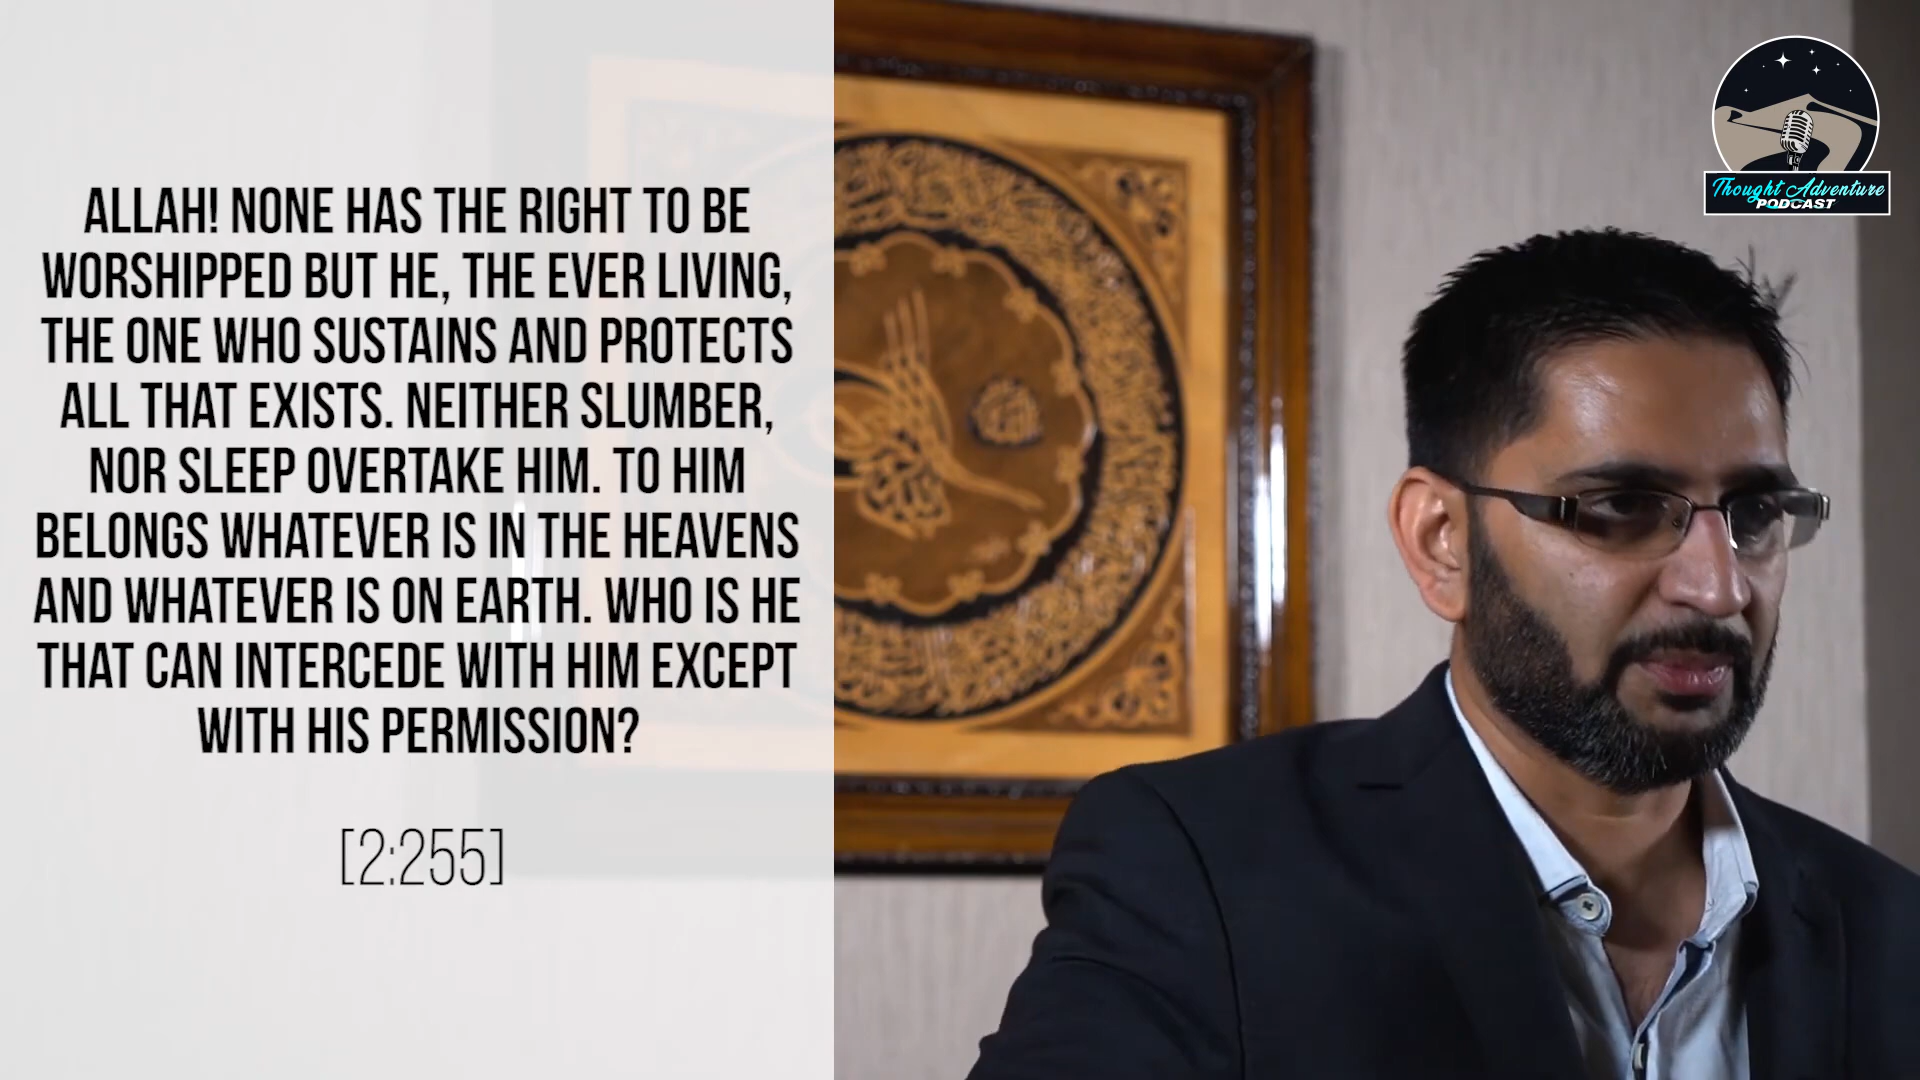 ALLAH! NONE HAS THE RIGHT TO BE
WORSHIPPED BUT HE, THE EVER LIVING,
THE ONE WHO SUSTAINS AND PROTECTS
ALL THAT EXISTS. NEITHER SLUMBER,
NOR SLEEP OVERTAKE HIM. TO HIM
BELONGS WHATEVER IS IN THE HEAVENS
AND WHATEVER IS ON EARTH. WHO IS HE
THAT CAN INTERCEDE WITH HIM EXCEPT
WITH HIS PERMISSION?
[2:255]
Thought Adventure
PODCAST